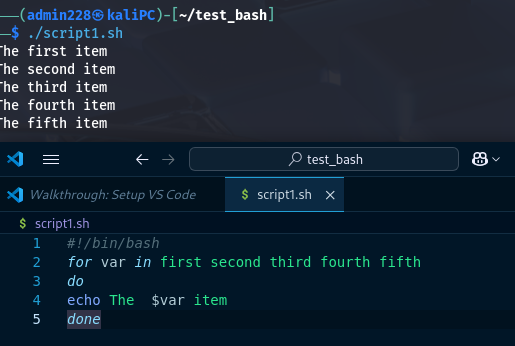 (admin228㉿kaliPC)-[~/test_bash]
$ ./script1.sh
The first item
The second item
The third item
The fourth item
The fifth item
test_bash
Walkthrough: Setup VS Code
$ script1.sh
$ script1.sh
1 #!/bin/bash
2 for var in first second third fourth fifth
3 do
4 echo The  $var item
5 done